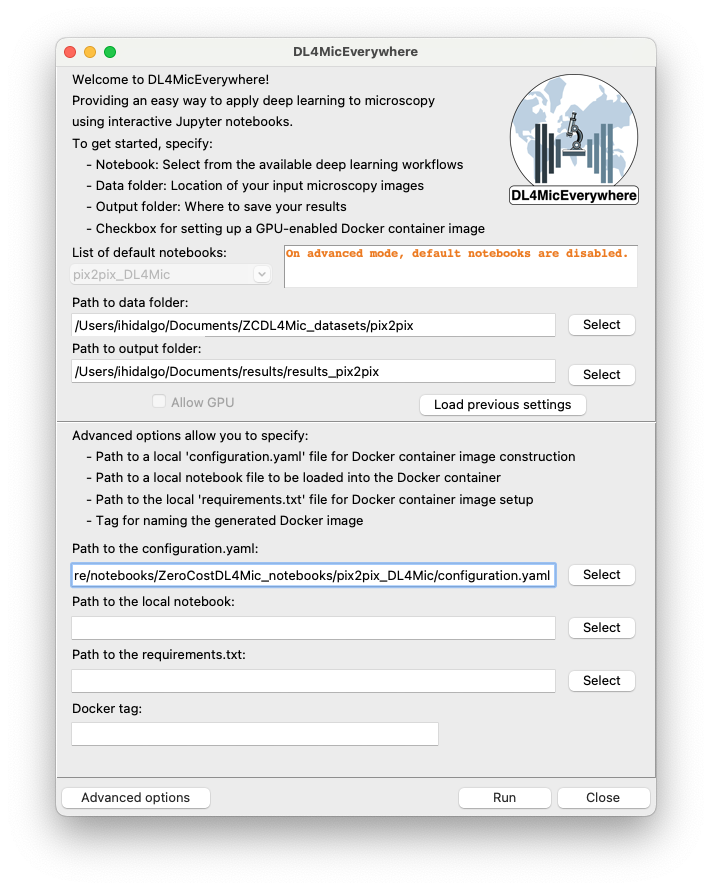 DL4MicEverywhere
Welcome to DL4MicEverywhere!
Providing an easy way to apply deep learning to microscopy
using interactive Jupyter notebooks.
To get started, specify:
- Notebook: Select from the available deep learning workflows
- Data folder: Location of your input microscopy images
- Output folder: Where to save your results
- Checkbox for setting up a GPU-enabled Docker container image
DL4MicEverywhere
List of default notebooks:
On advanced mode, default notebooks are disabled.
pix2pix_DL4Mic
Path to data folder:
/Users/ihidalgo/Documents/ZCDL4Mic_datasets/pix2pix
Select
Path to output folder:
/Users/ihidalgo/Documents/results/results_pix2pix
Select
Allow GPU
Load previous settings
Advanced options allow you to specify:
- Path to a local 'configuration.yaml' file for Docker container image construction
- Path to a local notebook file to be loaded into the Docker container
- Path to the local 'requirements.txt' file for Docker container image setup
- Tag for naming the generated Docker image
Path to the configuration.yaml:
re/notebooks/ZeroCostDL4Mic_notebooks/pix2pix_DL4Mic/configuration.yaml
Select
Path to the local notebook:
Select
Path to the requirements.txt:
Select
Docker tag:
Advanced options
Run
Close